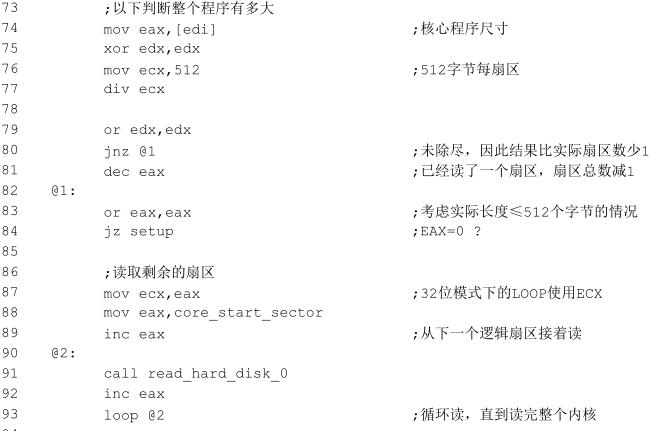 73 ;以下判断整个程序有多大
74 mov eax,[edi] ;核心程序尺寸
75 xor edx,edx
76 mov ecx,512 ;512字节每扇区
77 div ecx
78
79 or edx,edx
80 jnz @1 ;未除尽，因此结果比实际扇区数少1
81 dec eax ;已经读了一个扇区，扇区总数减1
82 @1:
83 or eax,eax ;考虑实际长度≤512个字节的情况
84 jz setup ;EAX=0 ?
85
86 ;读取剩余的扇区
87 mov ecx,eax ;32位模式下的LOOP使用ECX
88 mov eax,core_start_sector
89 inc eax ;从下一个逻辑扇区接着读
90 @2:
91 call read_hard_disk_0
92 inc eax
93 loop @2 ;循环读，直到读完整个内核